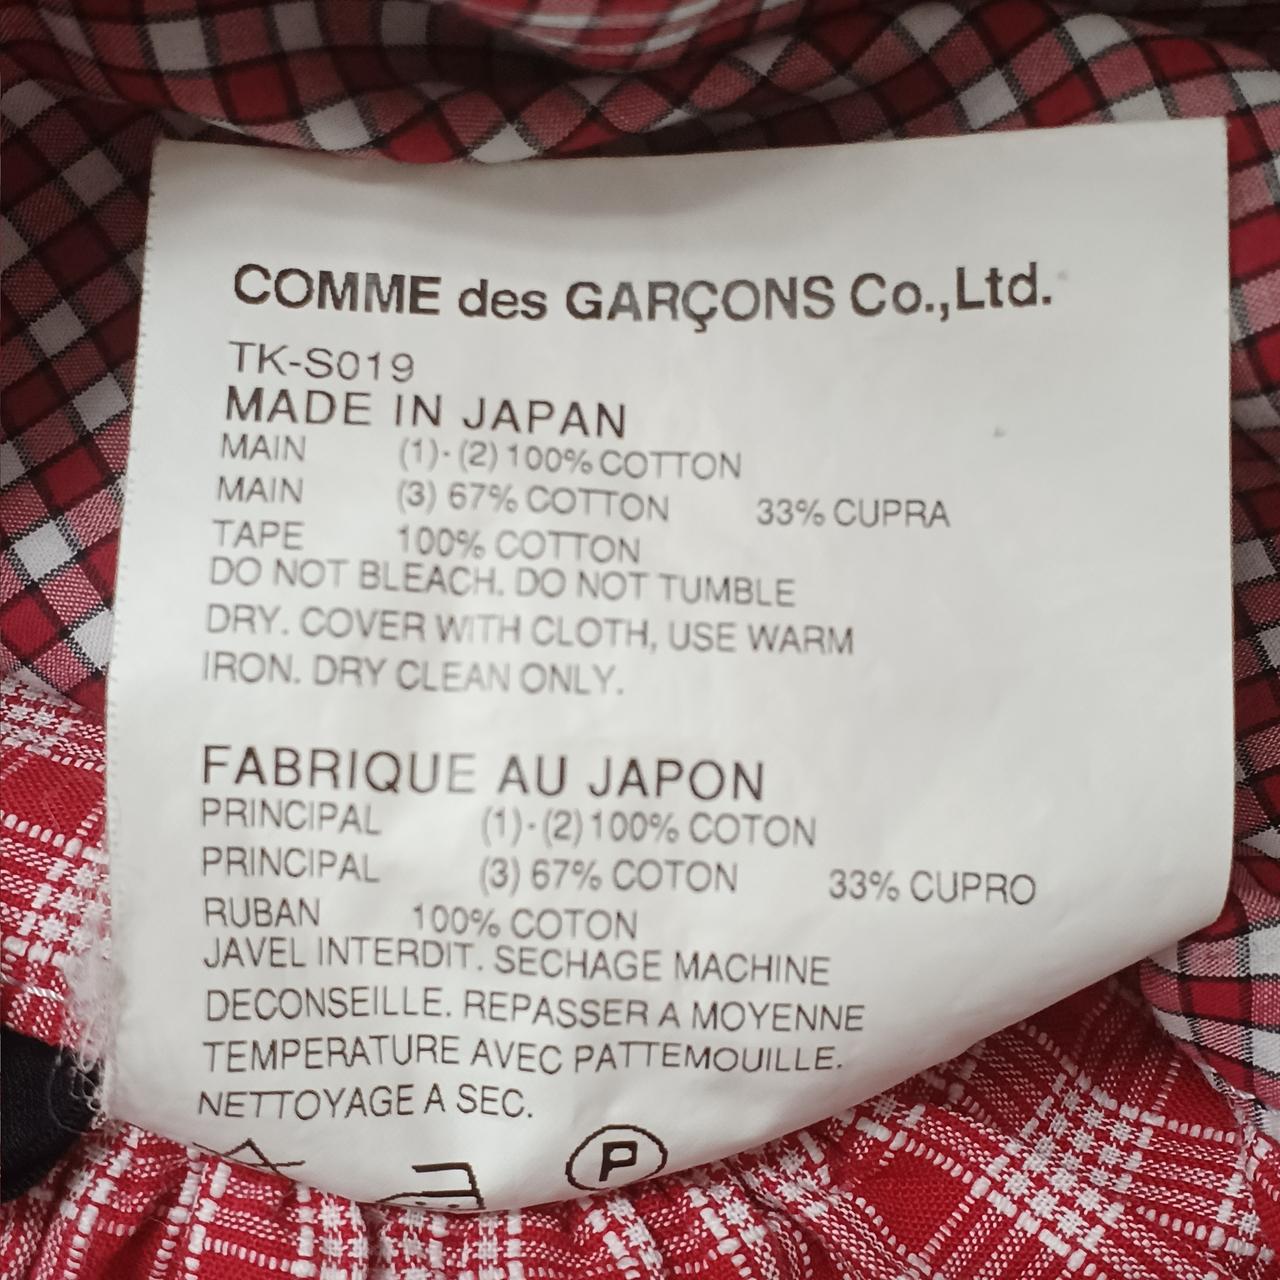 COMME des GARÇONS Co.,Ltd.
TK-S019
MADE IN JAPAN
MAIN (1)·(2) 100% COTTON
MAIN (3) 67% COTTON 33% CUPRA
TAPE 100% COTTON
DO NOT BLEACH. DO NOT TUMBLE
DRY. COVER WITH CLOTH, USE WARM
IRON. DRY CLEAN ONLY.
FABRIQUE AU JAPON
PRINCIPAL (1)·(2) 100% COTON
PRINCIPAL (3) 67% COTON 33% CUPRO
RUBAN 100% COTON
JAVEL INTERDIT. SECHAGE MACHINE
DECONSEILLE. REPASSER A MOYENNE
TEMPERATURE AVEC PATTEMOUILLE.
NETTOYAGE A SEC.
P